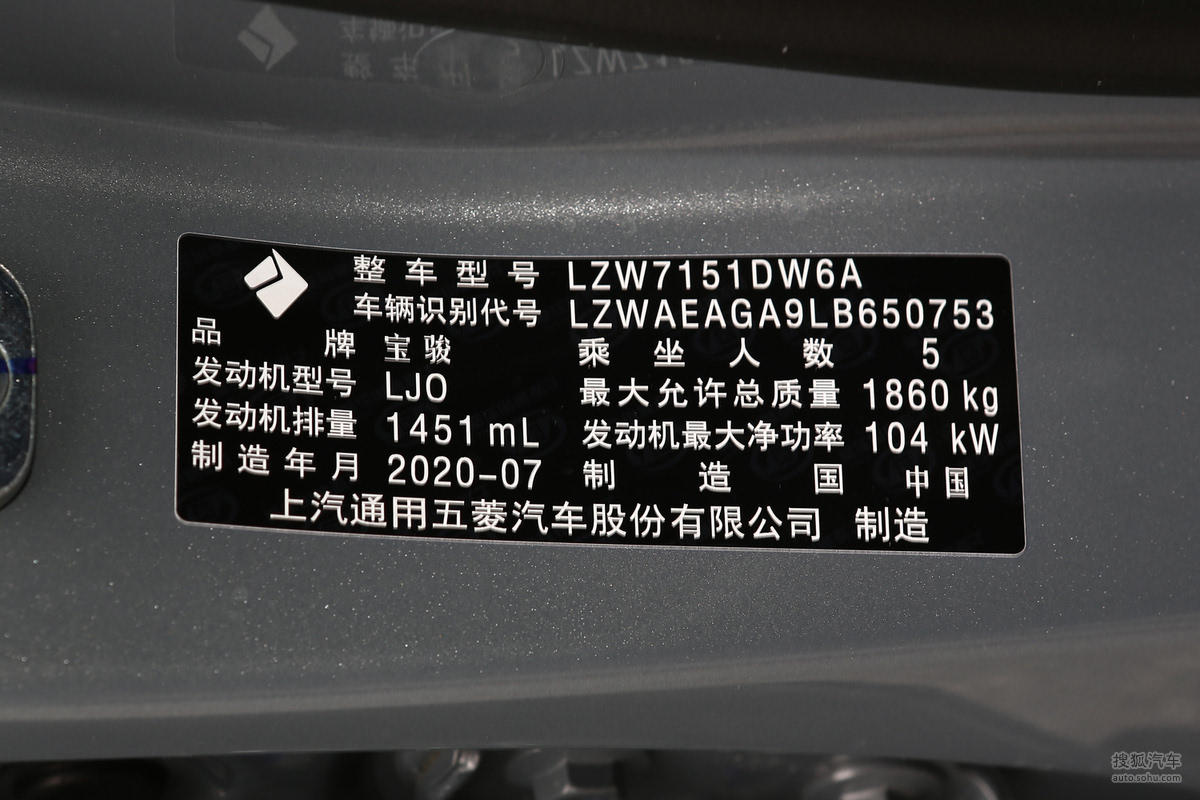 整车型号 LZW7151DW6A
车辆识别代号 LZWAEAGA9LB650753
品牌 宝骏 乘坐人数 5
发动机型号 LJO 最大允许总质量 1860 kg
发动机排量 1451 mL 发动机最大净功率 104 kW
制造年月 2020-07 制造国 中国
上汽通用五菱汽车股份有限公司 制造
搜狐汽车
auto.sohu.com